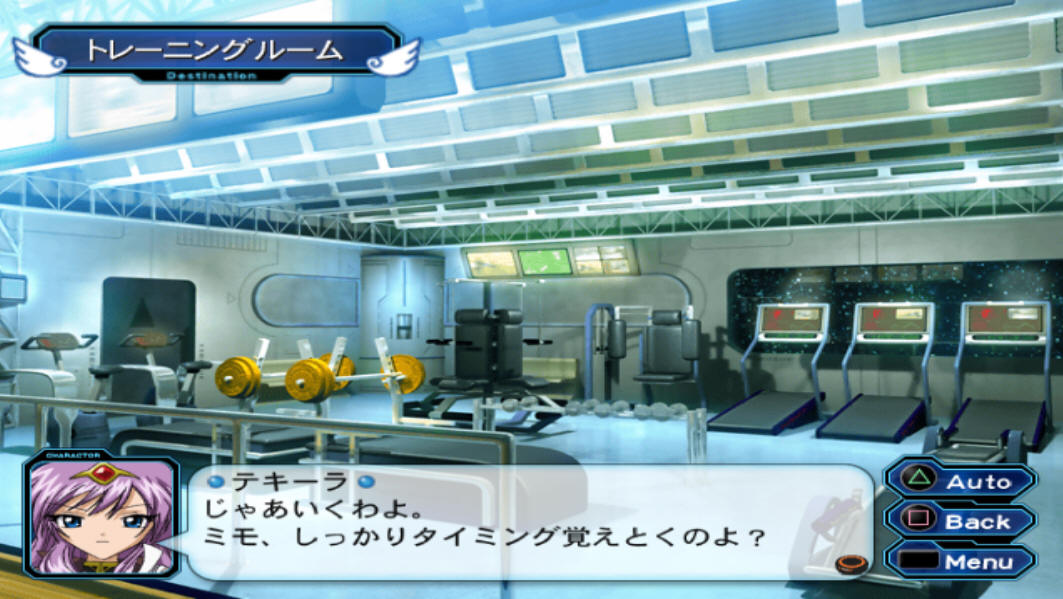 トレーニングルーム
Destination
CHARACTOR
テキーラ
じゃあいくわよ。
ミモ、しっかりタイミング覚えとくのよ？
Auto
Back
Menu